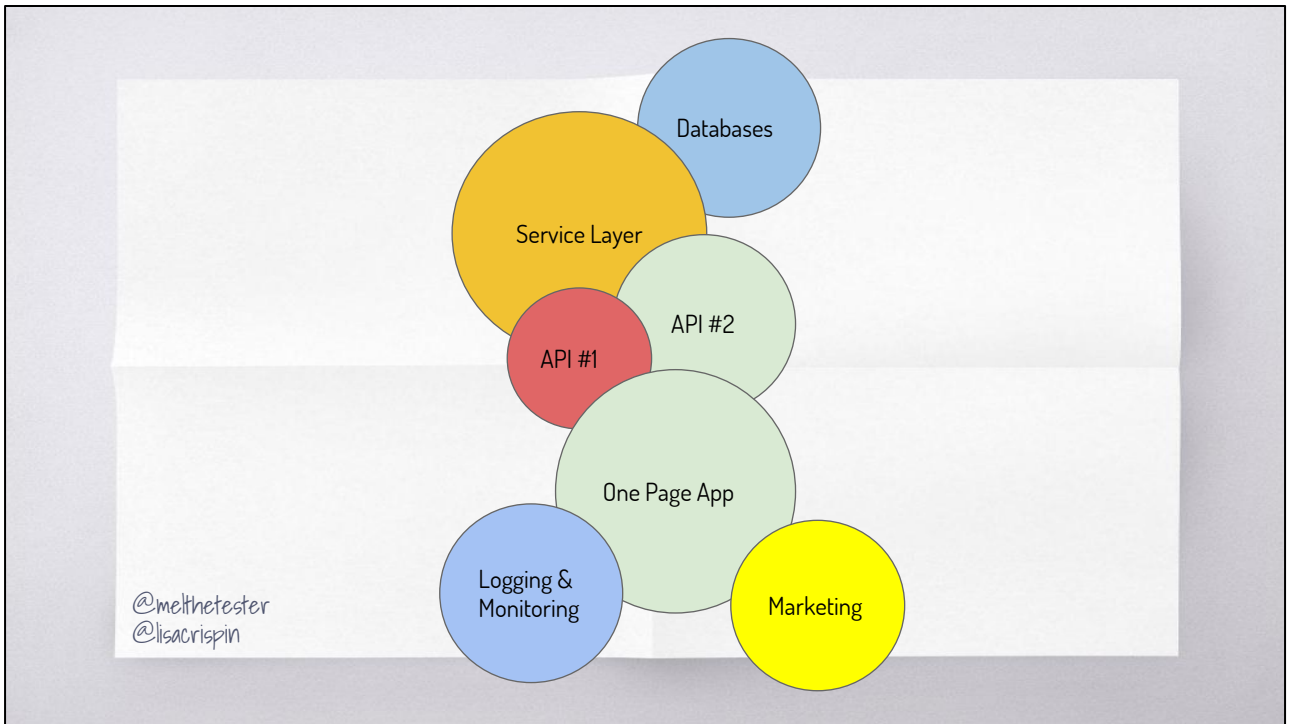 Databases
Service Layer
API #2
API #1
One Page App
Logging &
Monitoring
Marketing
@melthetester
@lisacrispin